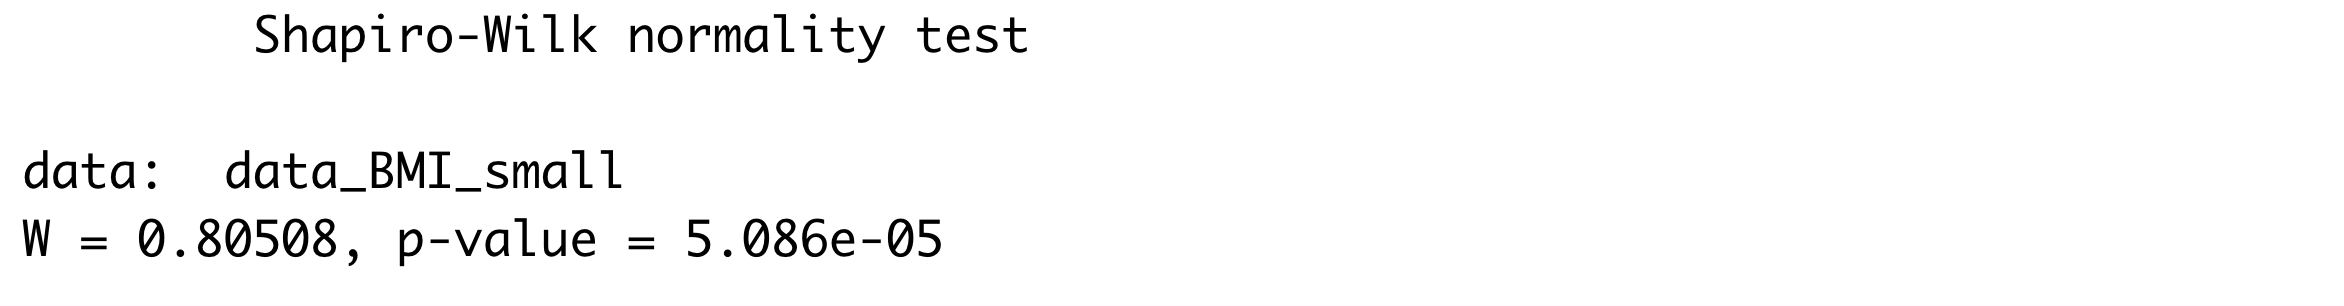 Shapiro-Wilk normality test
data:  data_BMI_small
W = 0.80508, p-value = 5.086e-05